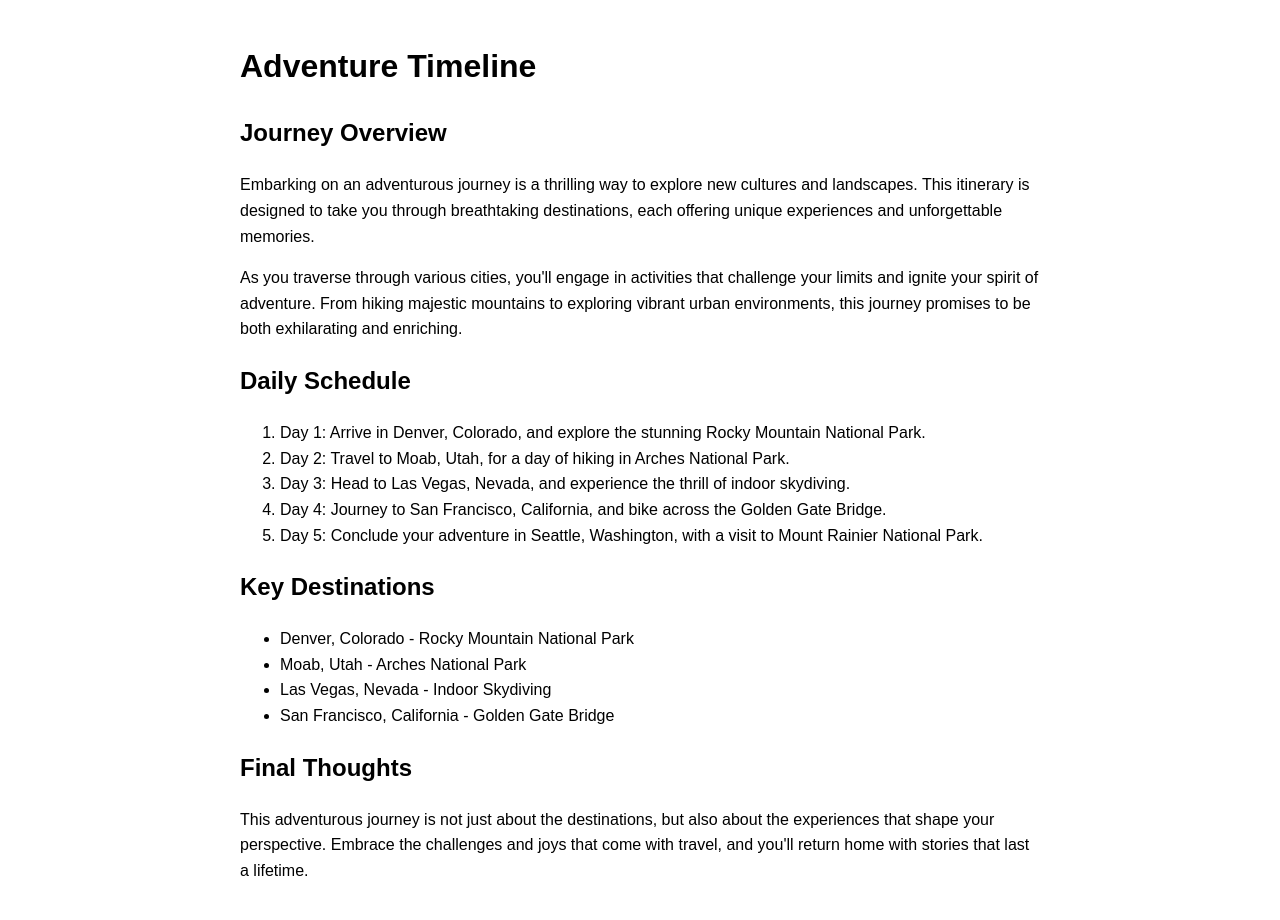 Adventure Timeline
Journey Overview
Embarking on an adventurous journey is a thrilling way to explore new cultures and landscapes. This itinerary is
designed to take you through breathtaking destinations, each offering unique experiences and unforgettable
memories.
As you traverse through various cities, you'll engage in activities that challenge your limits and ignite your spirit of
adventure. From hiking majestic mountains to exploring vibrant urban environments, this journey promises to be
both exhilarating and enriching.
Daily Schedule
1. Day 1: Arrive in Denver, Colorado, and explore the stunning Rocky Mountain National Park.
2. Day 2: Travel to Moab, Utah, for a day of hiking in Arches National Park.
3. Day 3: Head to Las Vegas, Nevada, and experience the thrill of indoor skydiving.
4. Day 4: Journey to San Francisco, California, and bike across the Golden Gate Bridge.
5. Day 5: Conclude your adventure in Seattle, Washington, with a visit to Mount Rainier National Park.
Key Destinations
• Denver, Colorado - Rocky Mountain National Park
• Moab, Utah - Arches National Park
• Las Vegas, Nevada - Indoor Skydiving
• San Francisco, California - Golden Gate Bridge
Final Thoughts
This adventurous journey is not just about the destinations, but also about the experiences that shape your
perspective. Embrace the challenges and joys that come with travel, and you'll return home with stories that last
a lifetime.